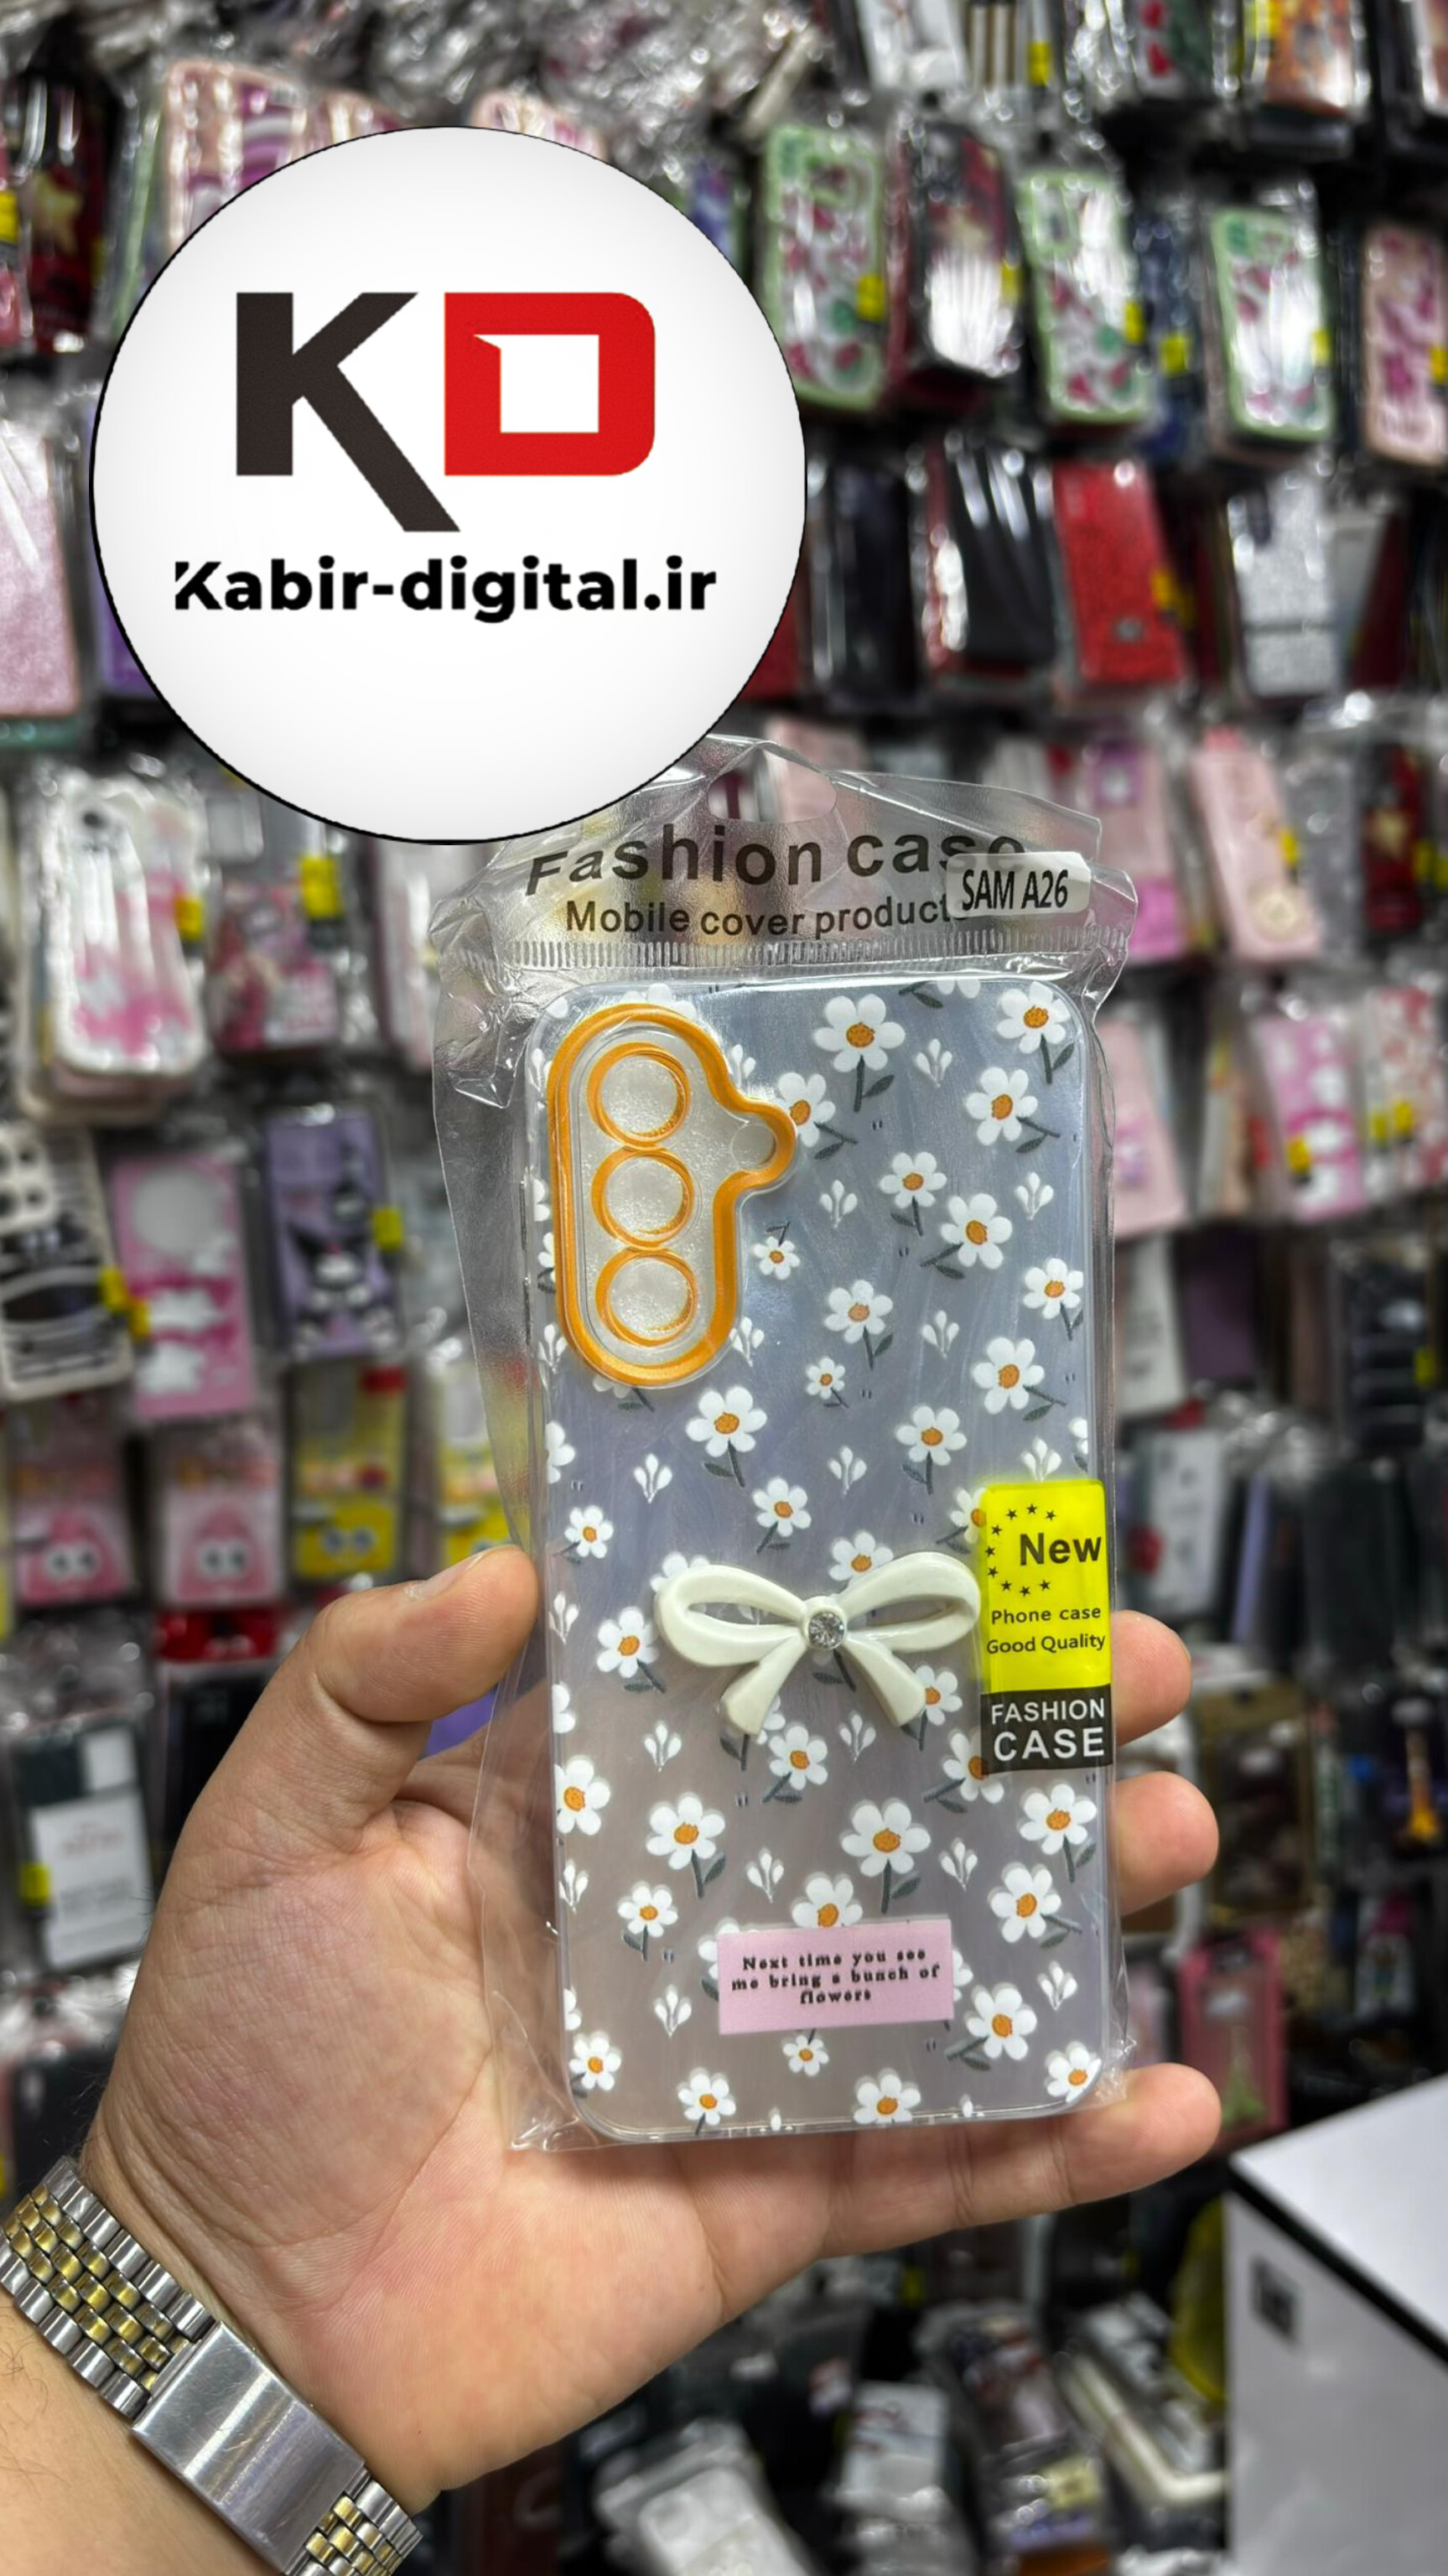 KD
Kabir-digital.ir
Fashion case
SAM A26
Mobile cover products
New
Phone case
Good Quality
FASHION
CASE
Next time you see
me bring a bunch of
flowers